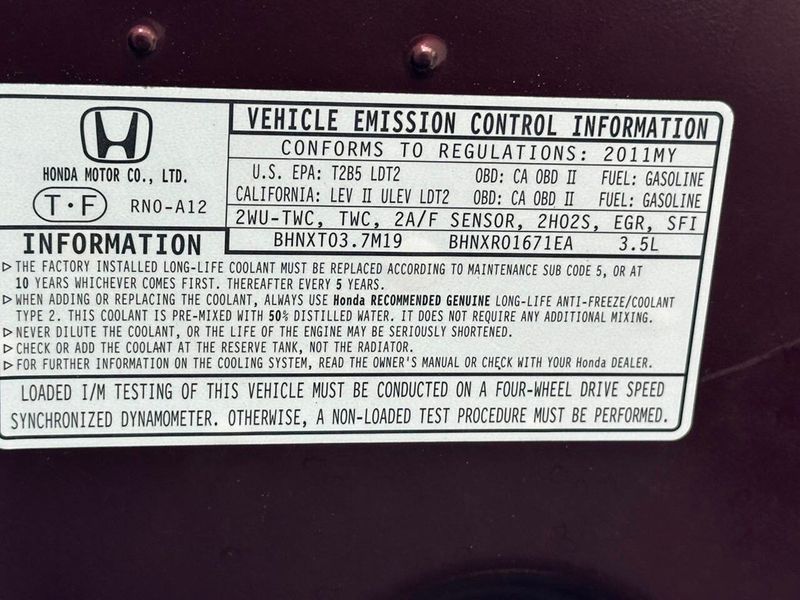 VEHICLE EMISSION CONTROL INFORMATION
CONFORMS TO REGULATIONS: 2011MY
U.S. EPA: T2B5 LDT2 OBD: CA OBD II FUEL: GASOLINE
CALIFORNIA: LEV II ULEV LDT2 OBD: CA OBD II FUEL: GASOLINE
2WU-TWC, TWC, 2A/F SENSOR, 2HO2S, EGR, SFI
BHNXT03.7M19 BHNXR01671EA 3.5L
H
HONDA MOTOR CO., LTD.
T·F RN0-A12
INFORMATION
▷THE FACTORY INSTALLED LONG-LIFE COOLANT MUST BE REPLACED ACCORDING TO MAINTENANCE SUB CODE 5, OR AT
10 YEARS WHICHEVER COMES FIRST. THEREAFTER EVERY 5 YEARS.
▷WHEN ADDING OR REPLACING THE COOLANT, ALWAYS USE Honda RECOMMENDED GENUINE LONG-LIFE ANTI-FREEZE/COOLANT
TYPE 2. THIS COOLANT IS PRE-MIXED WITH 50% DISTILLED WATER. IT DOES NOT REQUIRE ANY ADDITIONAL MIXING.
▷NEVER DILUTE THE COOLANT, OR THE LIFE OF THE ENGINE MAY BE SERIOUSLY SHORTENED.
▷CHECK OR ADD THE COOLANT AT THE RESERVE TANK, NOT THE RADIATOR.
▷FOR FURTHER INFORMATION ON THE COOLING SYSTEM, READ THE OWNER'S MANUAL OR CHECK WITH YOUR Honda DEALER.
LOADED I/M TESTING OF THIS VEHICLE MUST BE CONDUCTED ON A FOUR-WHEEL DRIVE SPEED
SYNCHRONIZED DYNAMOMETER. OTHERWISE, A NON-LOADED TEST PROCEDURE MUST BE PERFORMED.